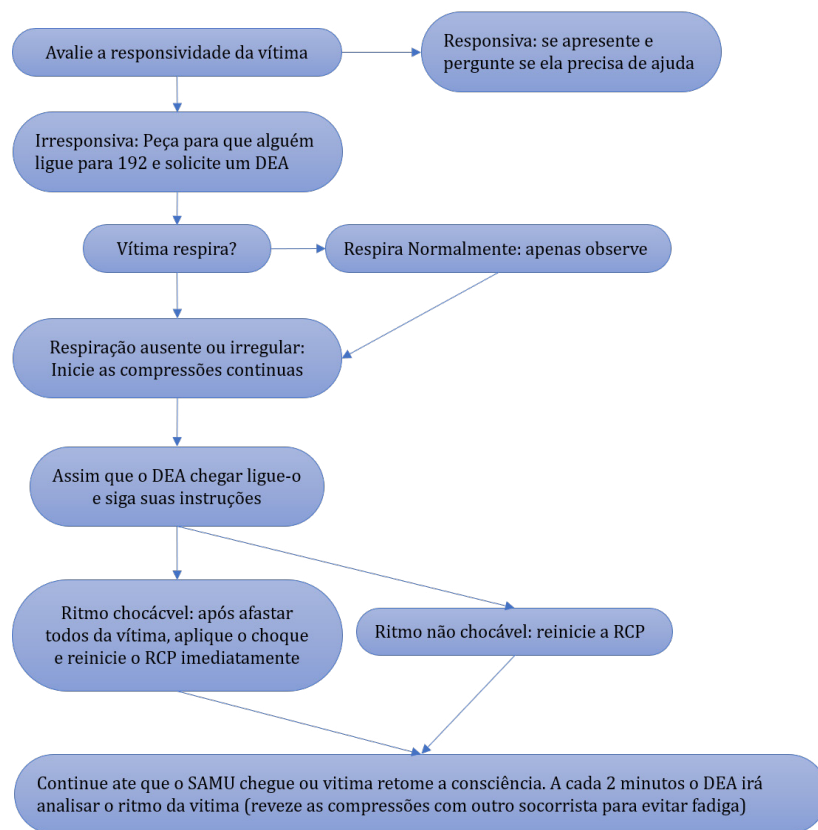 Avalie a responsividade da vítima
Responsiva: se apresente e
pergunte se ela precisa de ajuda
Irresponsiva: Peça para que alguém
ligue para 192 e solicite um DEA
Vítima respira?
Respira Normalmente: apenas observe
Respiração ausente ou irregular:
Inicie as compressões continuas
Assim que o DEA chegar ligue-o
e siga suas instruções
Ritmo chocácvel: após afastar
todos da vítima, aplique o choque
e reinicie o RCP imediatamente
Ritmo não chocável: reinicie a RCP
Continue ate que o SAMU chegue ou vitima retome a consciência. A cada 2 minutos o DEA irá
analisar o ritmo da vitima (reveze as compressões com outro socorrista para evitar fadiga)